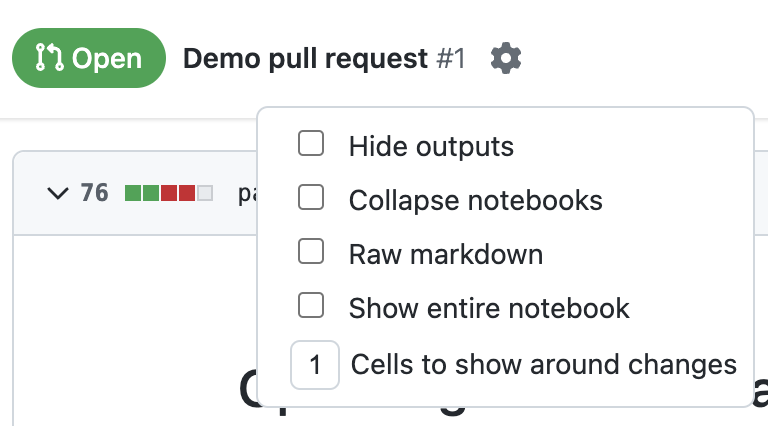 Open Demo pull request #1
Hide outputs
76
Collapse notebooks
Raw markdown
Show entire notebook
1 Cells to show around changes